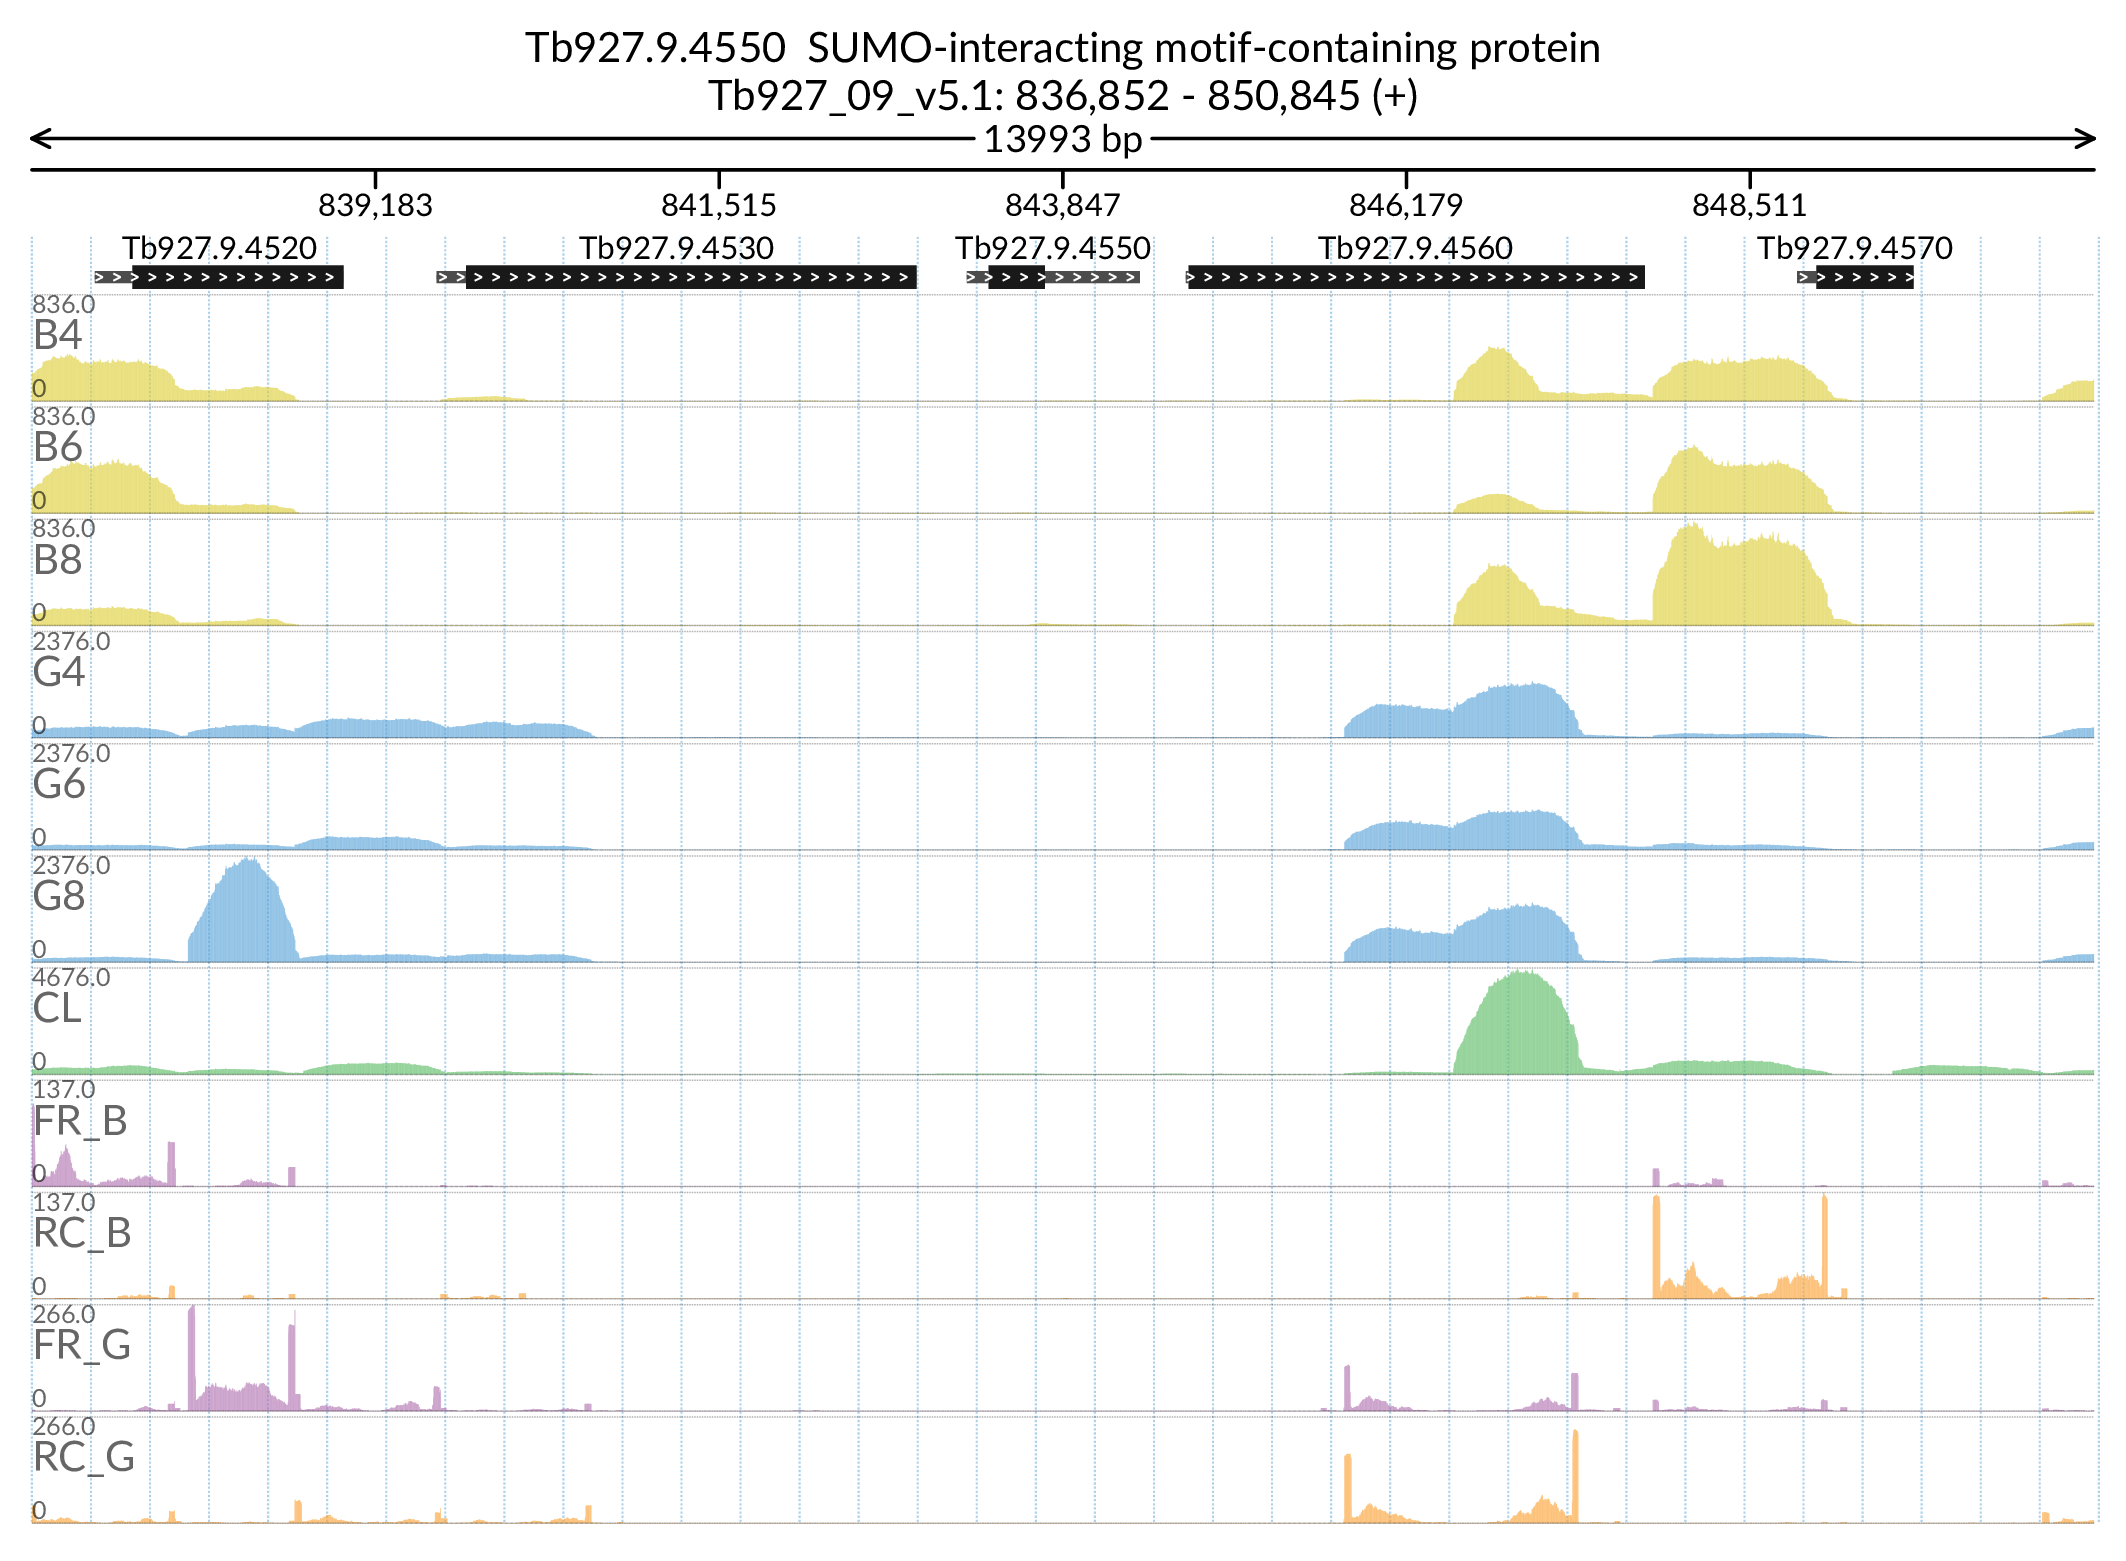 Tb927.9.4550 SUMO-interacting motif-containing protein
Tb927_09_v5.1: 836,852 - 850,845 (+)
13993 bp
839,183 841,515 843,847 846,179 848,511
Tb927.9.4520 Tb927.9.4530 Tb927.9.4550 Tb927.9.4560 Tb927.9.4570
836.0
B4
0
836.0
B6
0
836.0
B8
0
2376.0
G4
0
2376.0
G6
0
2376.0
G8
0
4676.0
CL
0
137.0
FR_B
0
137.0
RC_B
0
266.0
FR_G
0
266.0
RC_G
0